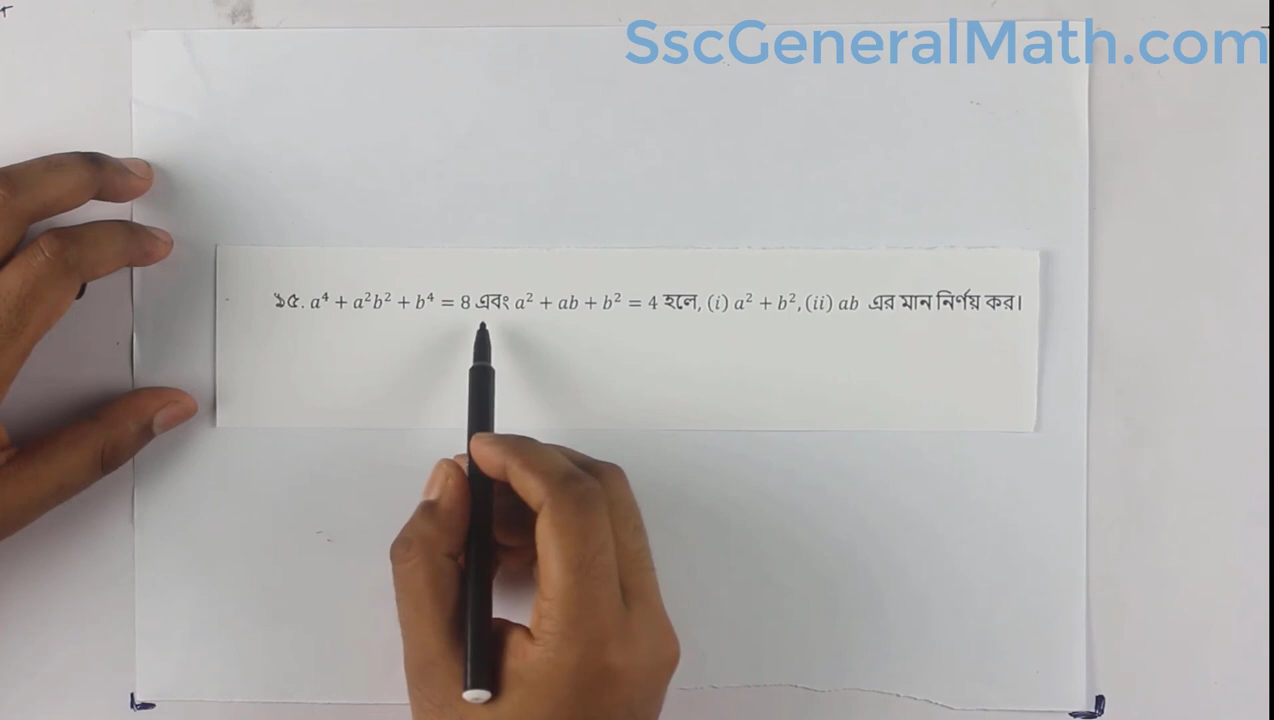 SscGeneralMath.com
১৫. a⁴ + a²b² + b⁴ = 8 এবং a² + ab + b² = 4 হলে, (i) a² + b², (ii) ab এর মান নির্ণয় কর।